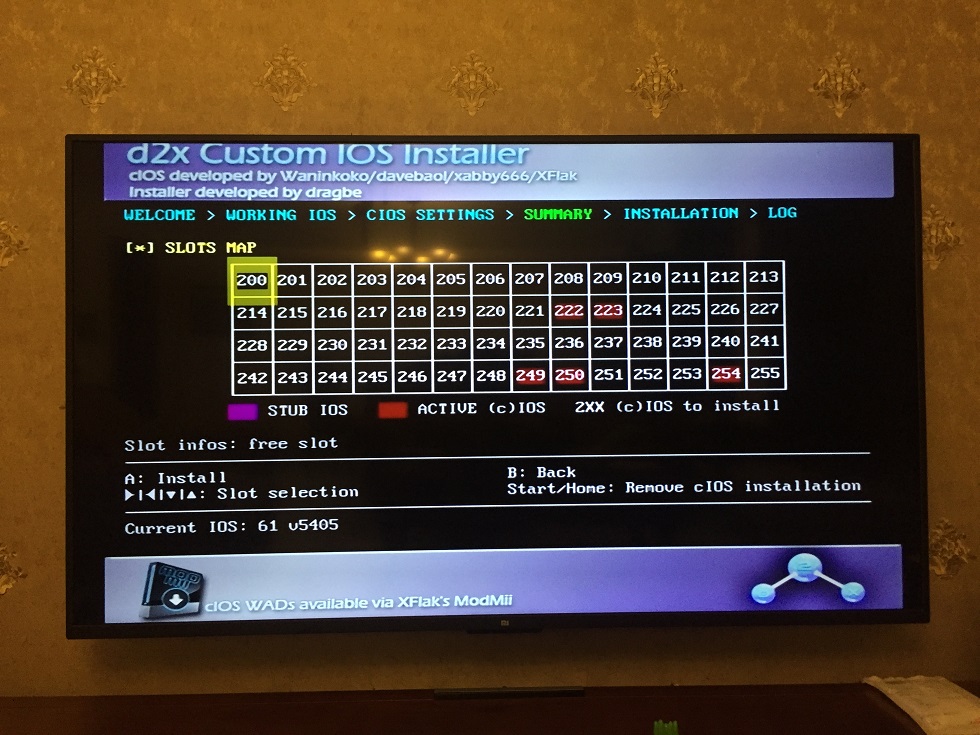 d2x Custom IOS Installer
cIOS developed by Waninkoko/davebaol/xabby666/XFlak
Installer developed by dragbe
WELCOME > WORKING IOS > CIOS SETTINGS > SUMMARY > INSTALLATION > LOG
[*] SLOTS MAP
200 201 202 203 204 205 206 207 208 209 210 211 212 213
214 215 216 217 218 219 220 221 222 223 224 225 226 227
228 229 230 231 232 233 234 235 236 237 238 239 240 241
242 243 244 245 246 247 248 249 250 251 252 253 254 255
STUB IOS ACTIVE (c)IOS 2XX (c)IOS to install
Slot infos: free slot
A: Install B: Back
►|◄|▼|▲: Slot selection Start/Home: Remove cIOS installation
Current IOS: 61 v5405
MOD MII
cIOS WADs available via XFlak's ModMii
mi